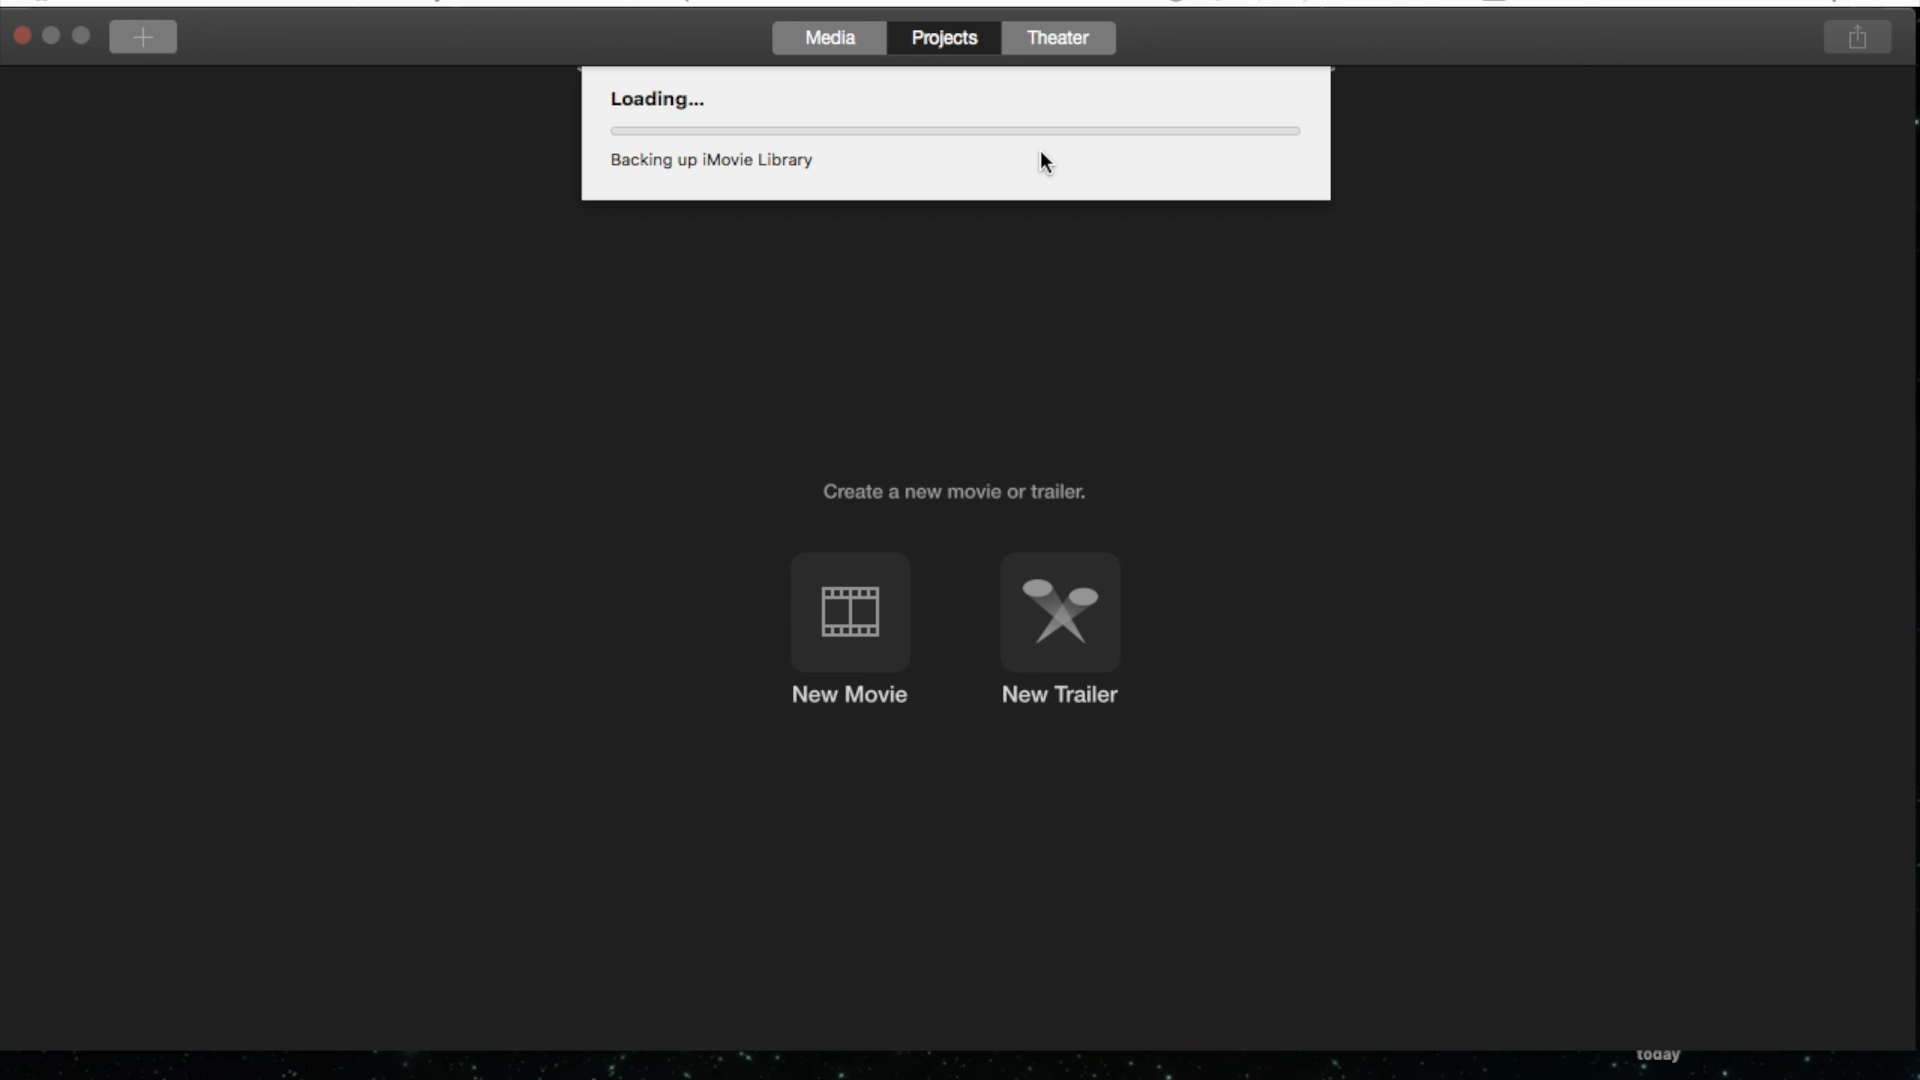 Media
Projects
Theater
Loading...
Backing up iMovie Library
Create a new movie or trailer.
New Movie
New Trailer
today